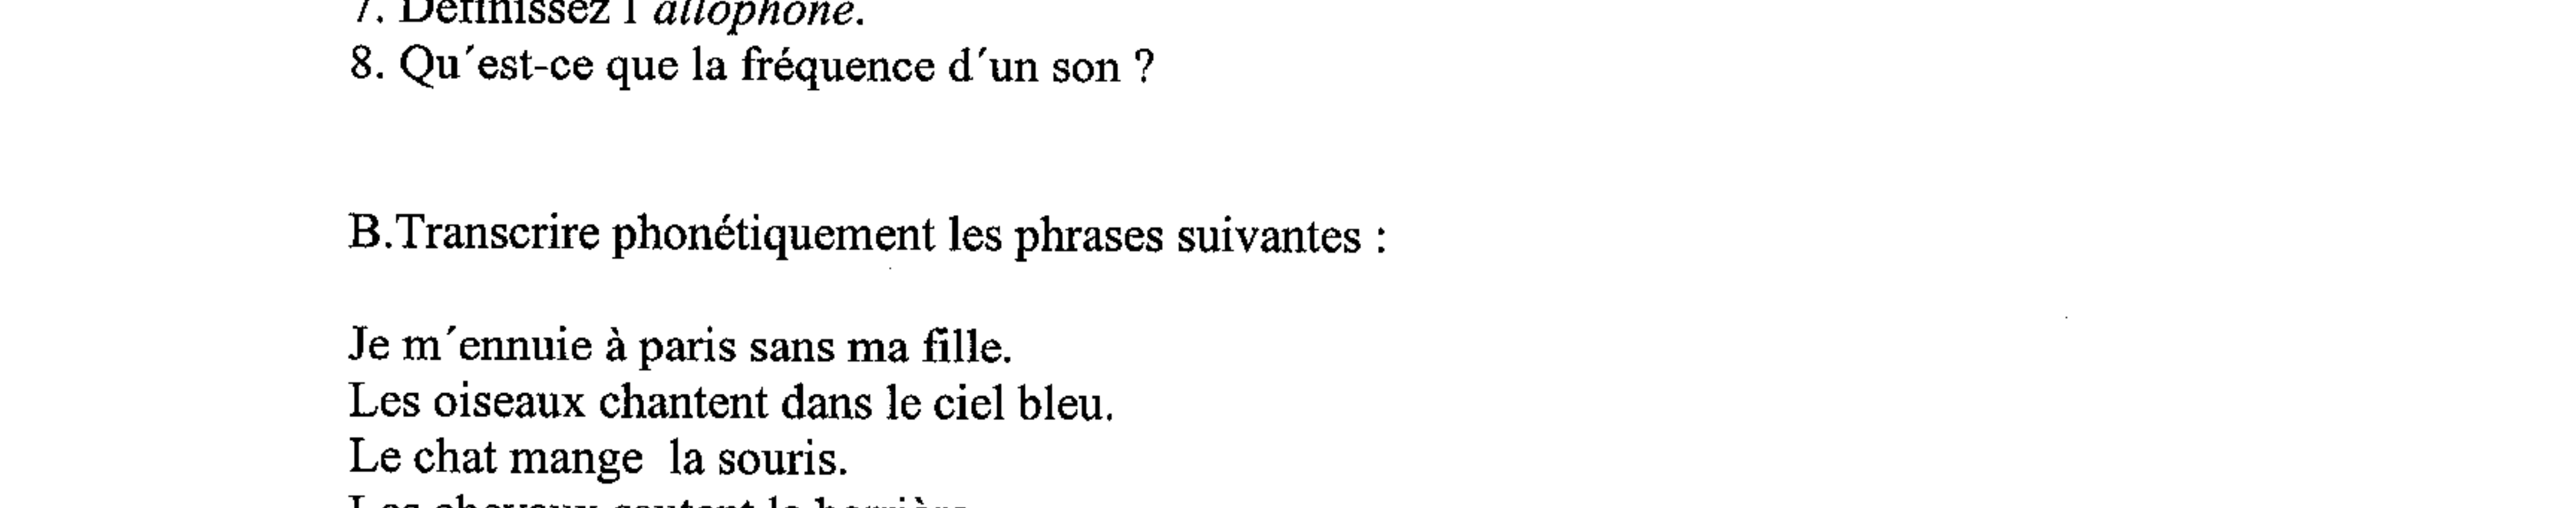 7. Définissez l´allophone.
8. Qu´est-ce que la fréquence d´un son ?
B.Transcrire phonétiquement les phrases suivantes :
Je m´ennuie à paris sans ma fille.
Les oiseaux chantent dans le ciel bleu.
Le chat mange la souris.